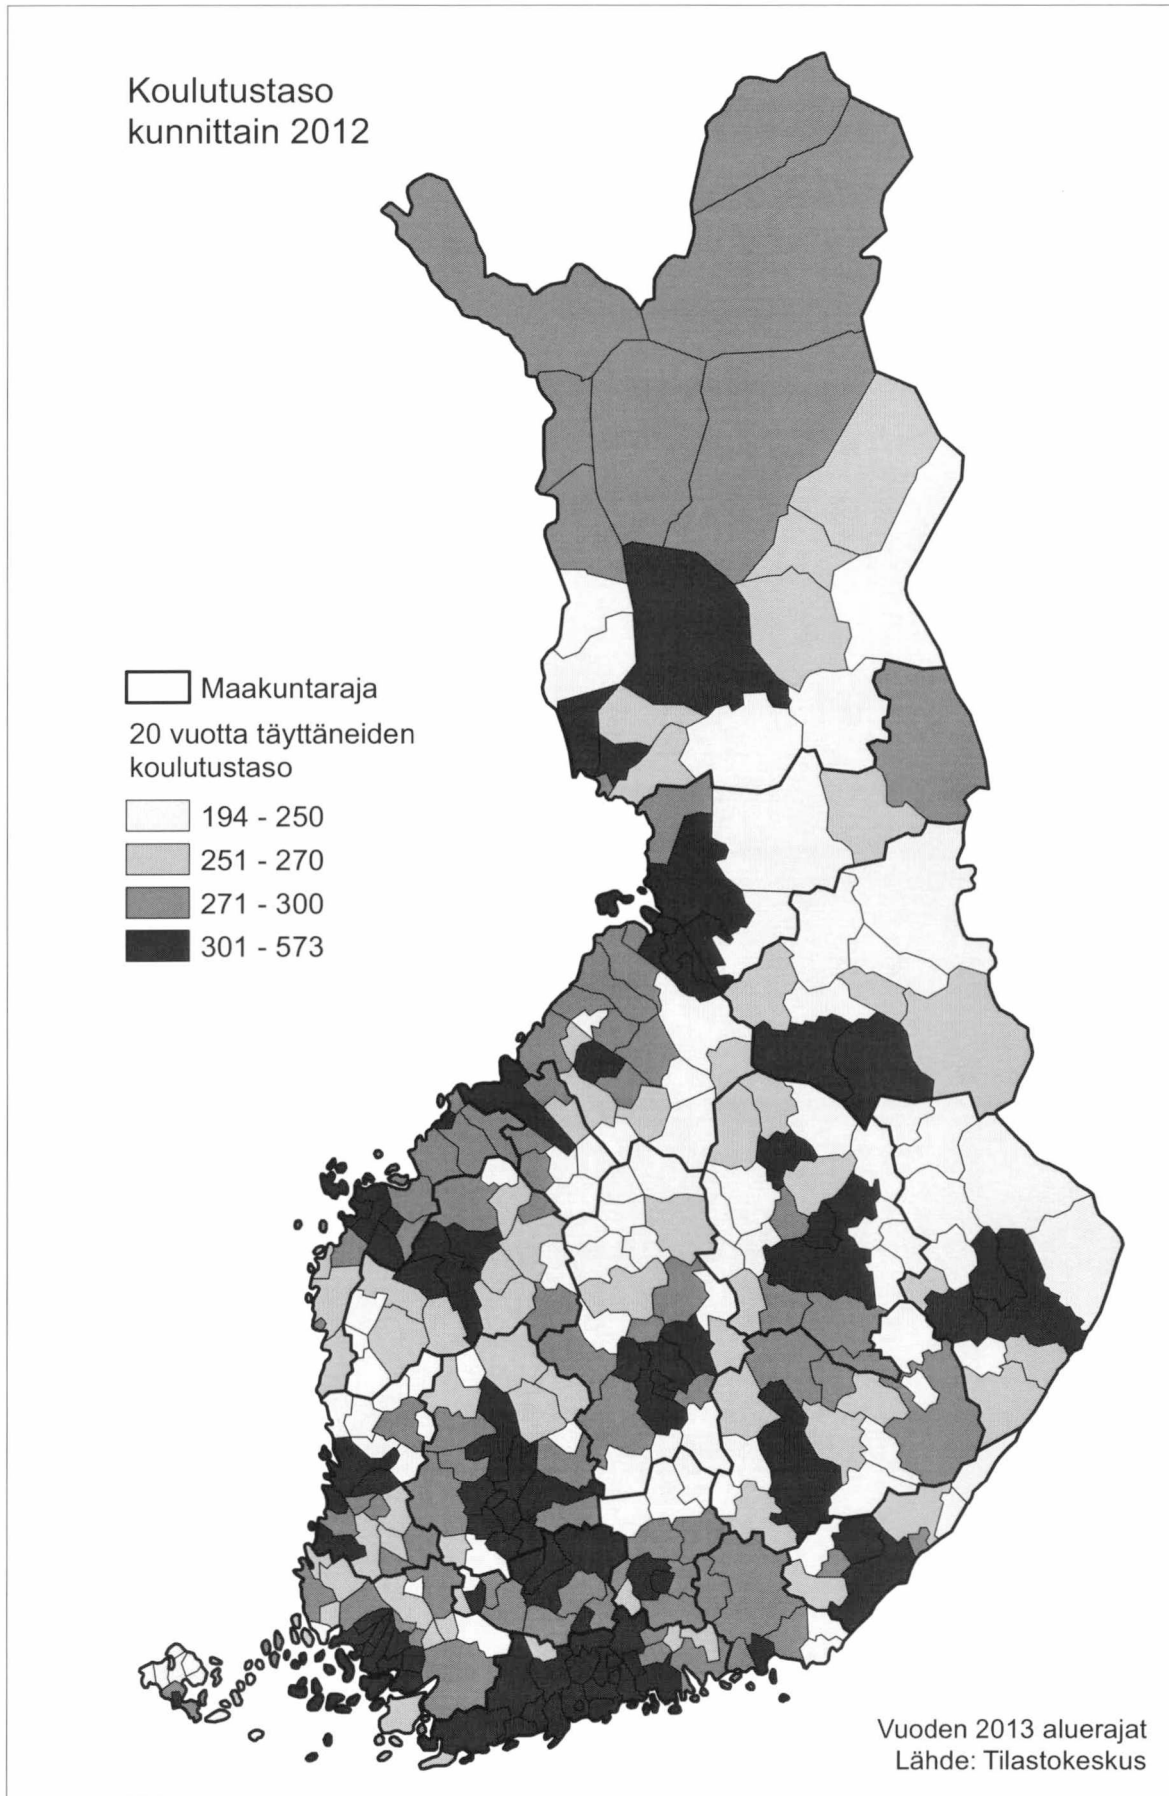 Koulutustaso
kunnittain 2012
Maakuntaraja
20 vuotta täyttäneiden
koulutustaso
194 - 250
251 - 270
271 - 300
301 - 573
Vuoden 2013 aluerajat
Lähde: Tilastokeskus